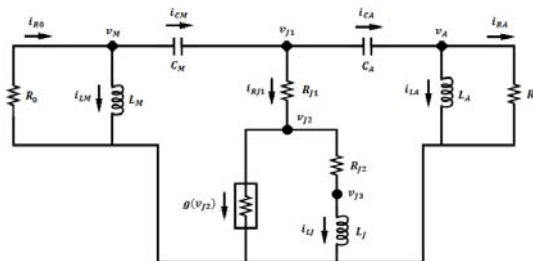 i_{R0} i_{CM} i_{CA} i_{RA}
v_M v_{J1} v_A
C_M C_A
R_0 i_{LM} L_M i_{RJ1} R_{J1} i_{LA} L_A R
v_{J2}
R_{J2}
g(v_{J2}) v_{J3}
i_{LJ} L_J